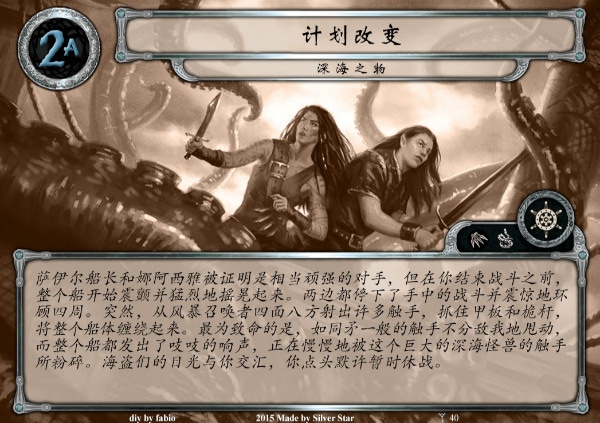 2A
计划改变
深海之物
萨伊尔船长和娜阿西雅被证明是相当顽强的对手，但在你结束战斗之前，
整个船开始震颤并猛烈地摇晃起来。两边都停下了手中的战斗并震惊地环
顾四周。突然，从风暴召唤者四面八方射出许多触手，抓住甲板和桅杆，
将整个船体缠绕起来。最为致命的是，如同矛一般的触手不分敌我地甩动，
而整个船都发出了吱吱的响声，正在慢慢地被这个巨大的深海怪兽的触手
所粉碎。海盗们的目光与你交汇，你点头默许暂时休战。
diy by fabio
2015 Made by Silver Star
40